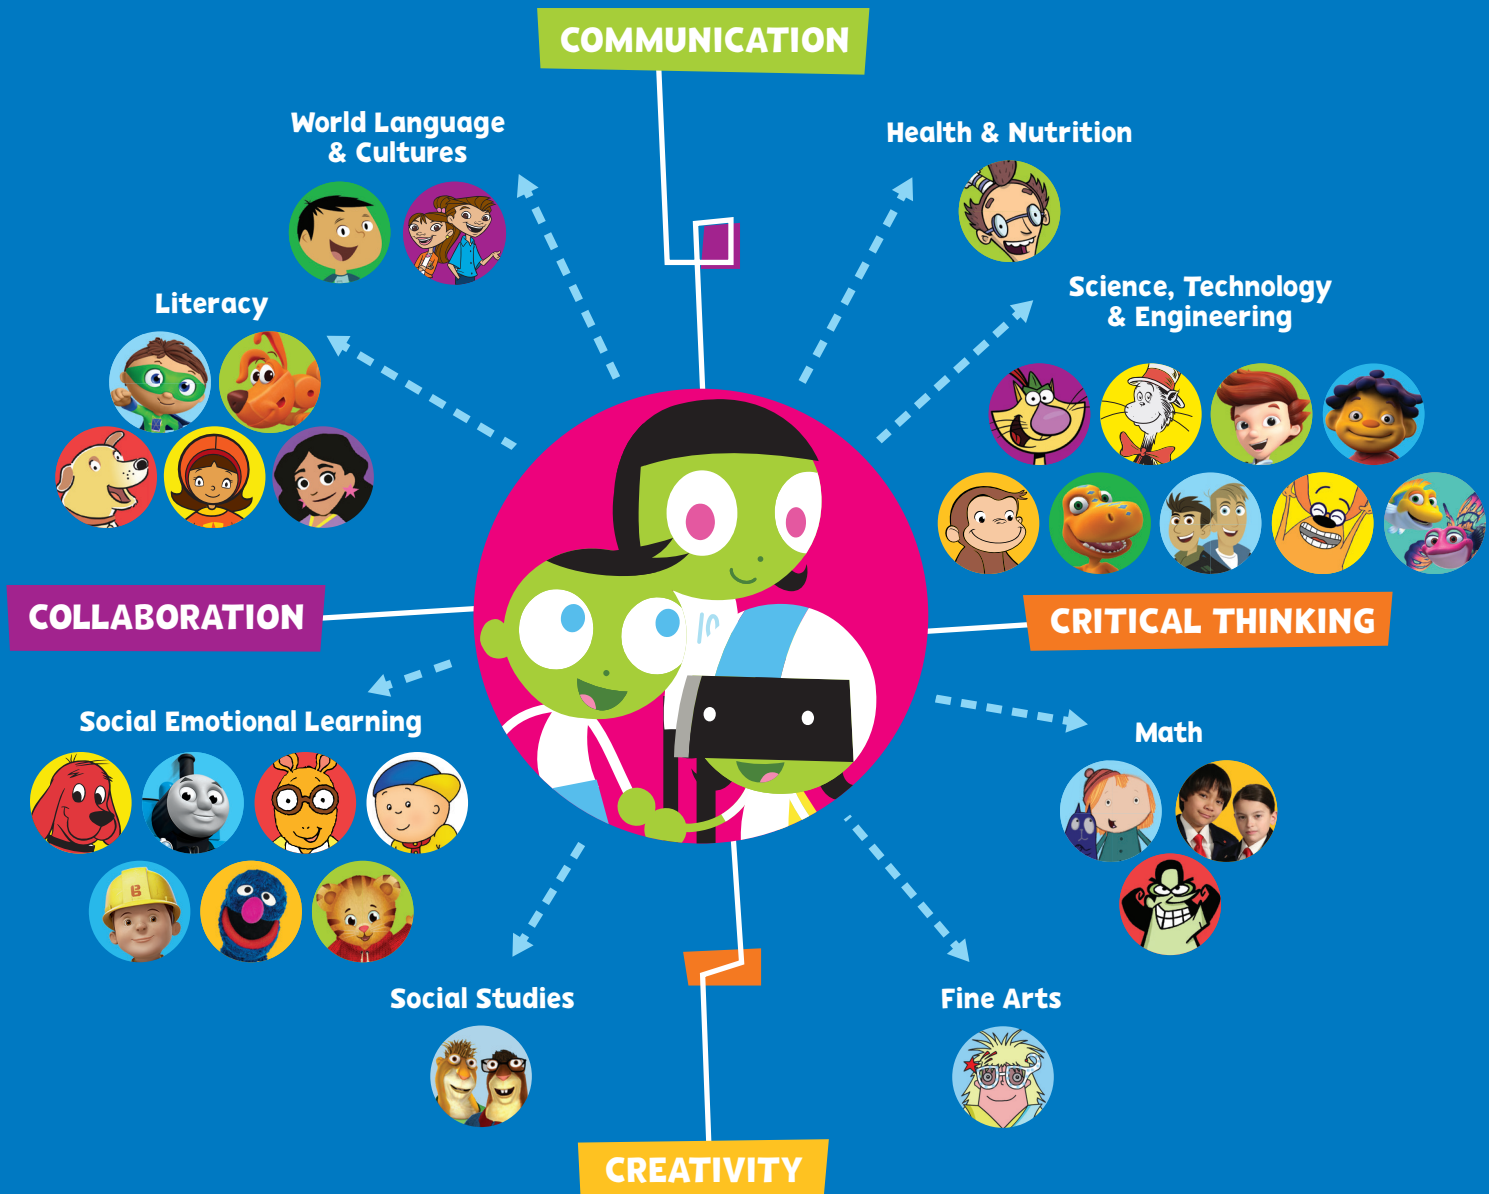 COMMUNICATION
World Language
& Cultures
Health & Nutrition
Literacy
Science, Technology
& Engineering
COLLABORATION
CRITICAL THINKING
Social Emotional Learning
Math
Social Studies
Fine Arts
CREATIVITY